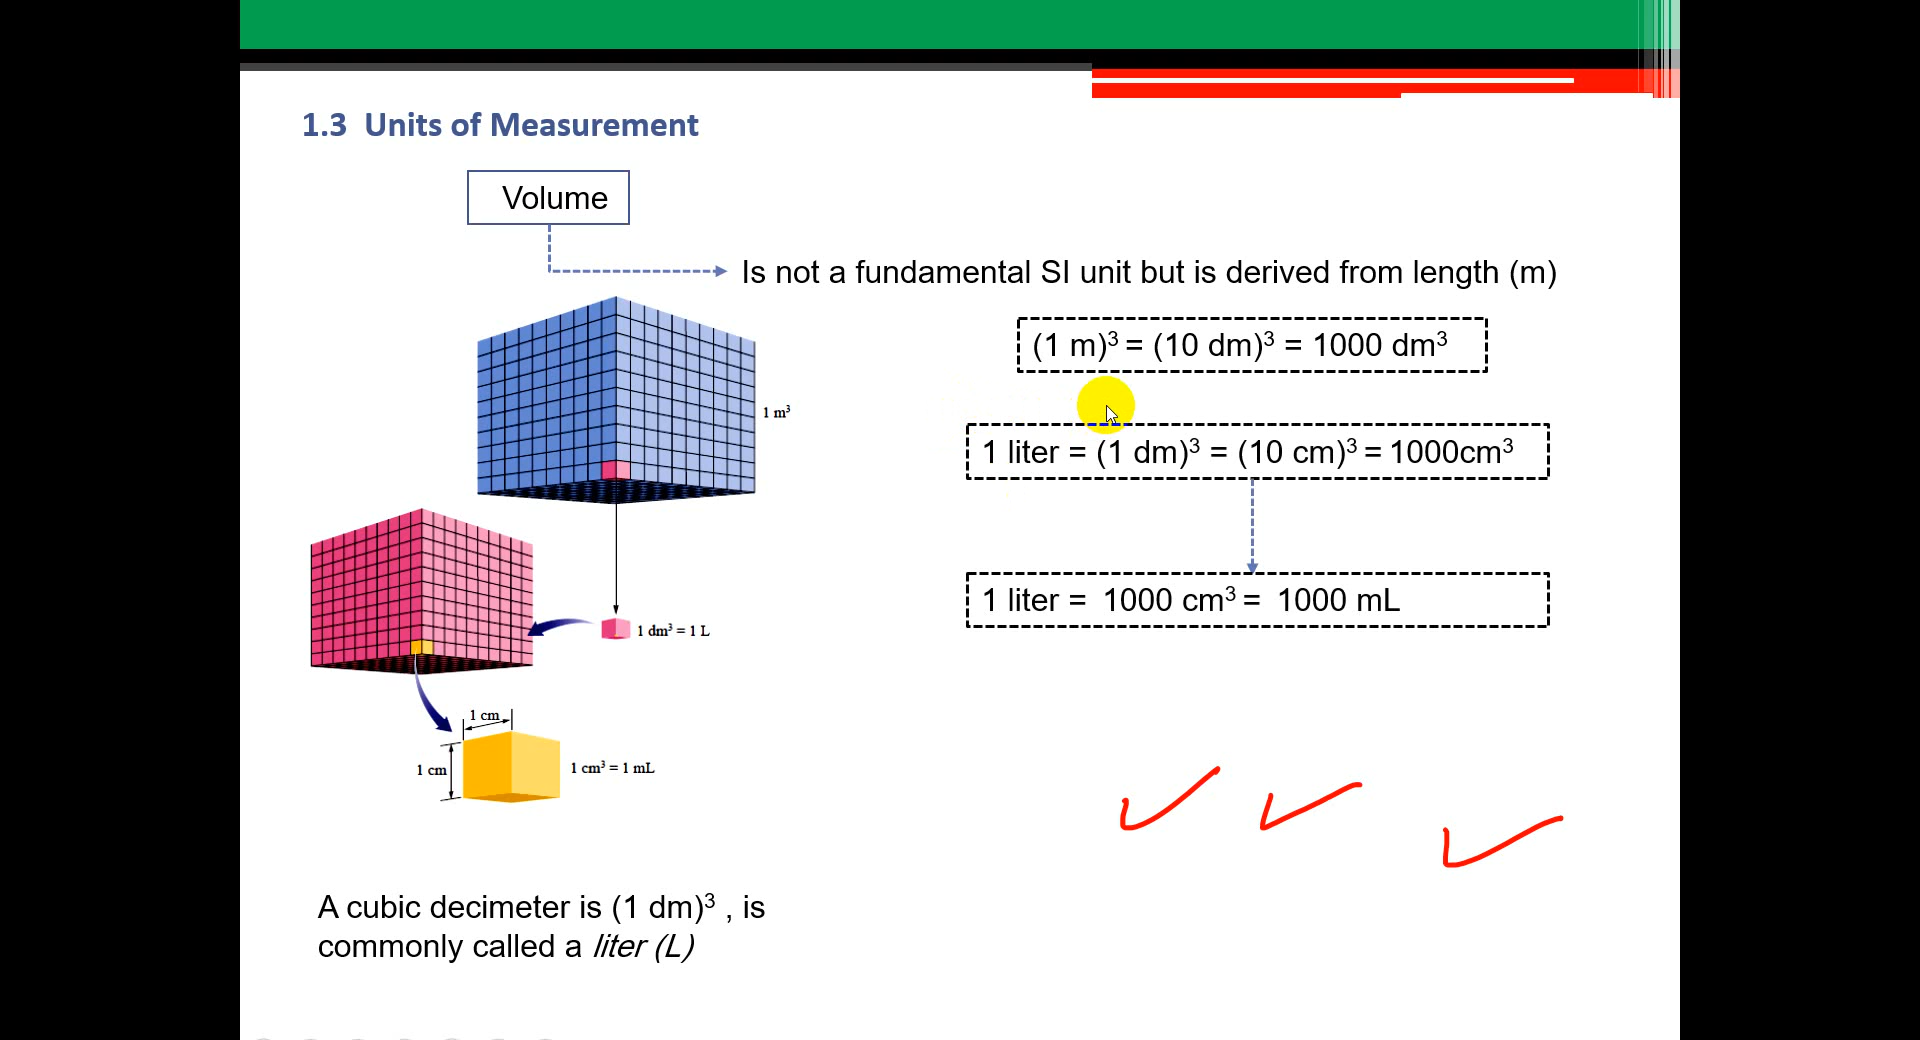 1.3 Units of Measurement
Volume
Is not a fundamental SI unit but is derived from length (m)
(1 m)³ = (10 dm)³ = 1000 dm³
1 m³
1 liter = (1 dm)³ = (10 cm)³ = 1000cm³
1 liter = 1000 cm³ = 1000 mL
1 dm³ = 1 L
1 cm
1 cm
1 cm³ = 1 mL
A cubic decimeter is (1 dm)³ , is
commonly called a liter (L)